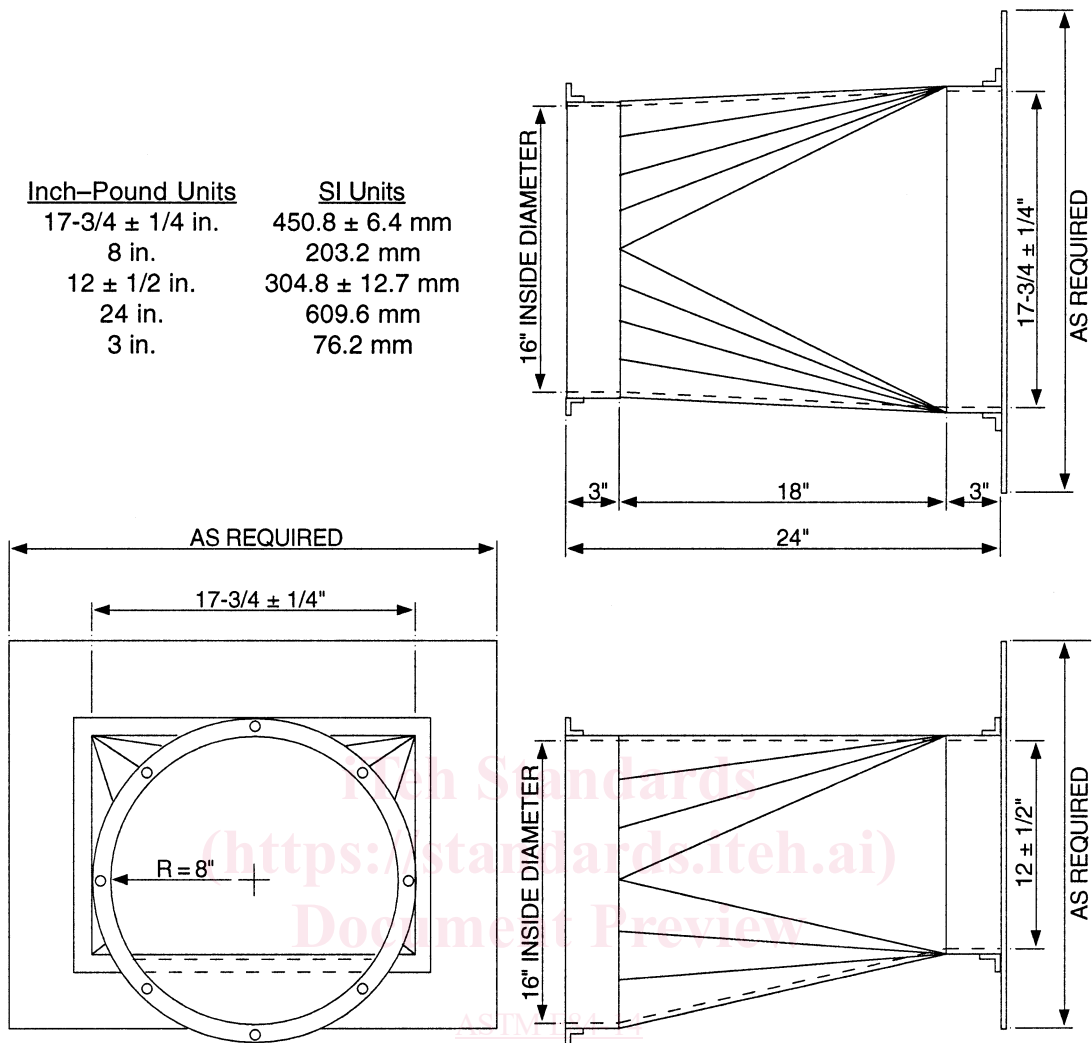 Inch–Pound Units SI Units
17-3/4 ± 1/4 in. 450.8 ± 6.4 mm
8 in. 203.2 mm
12 ± 1/2 in. 304.8 ± 12.7 mm
24 in. 609.6 mm
3 in. 76.2 mm
16" INSIDE DIAMETER
17-3/4 ± 1/4"
AS REQUIRED
3" 18" 3"
24"
AS REQUIRED
17-3/4 ± 1/4"
R = 8"
16" INSIDE DIAMETER
12 ± 1/2"
AS REQUIRED
iTeh Standards
(https://standards.iteh.ai)
Document Preview